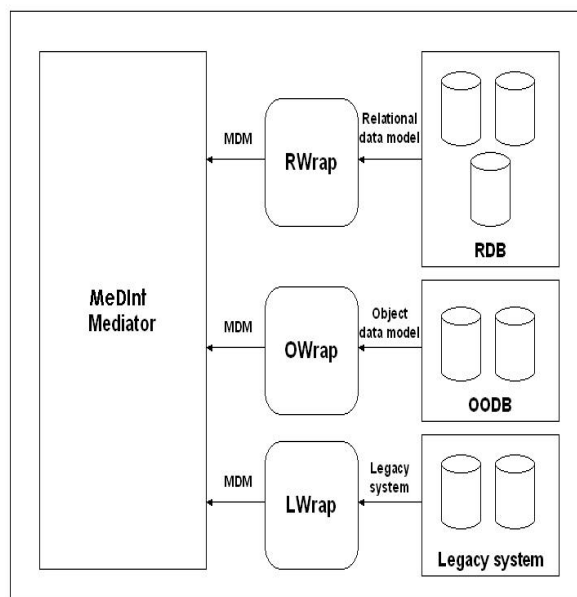 MeDInt
Mediator
MDM
RWrap
Relational
data model
RDB
MDM
OWrap
Object
data model
OODB
MDM
LWrap
Legacy
system
Legacy system